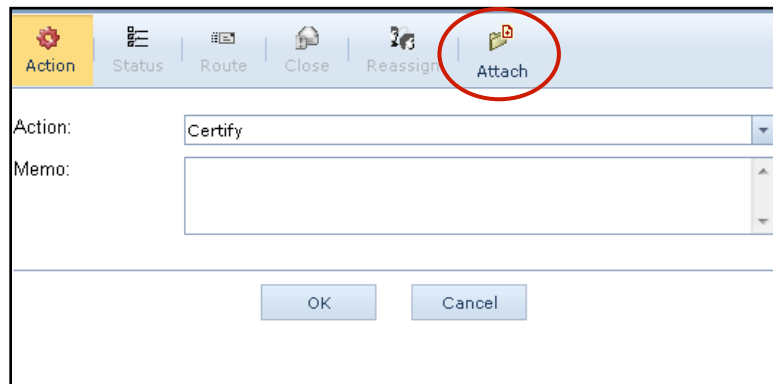 Action Status Route Close Reassign Attach
Action: Certify
Memo:
OK Cancel